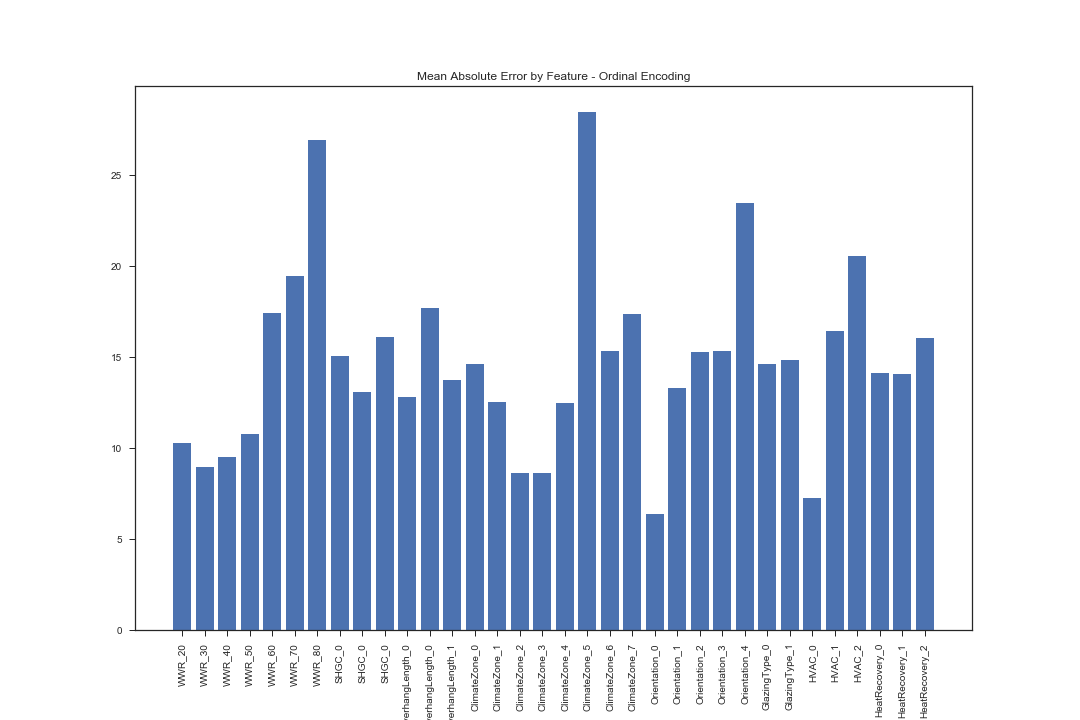 Mean Absolute Error by Feature - Ordinal Encoding
25
20
15
10
5
0
WWR_20
WWR_30
WWR_40
WWR_50
WWR_60
WWR_70
WWR_80
SHGC_0
SHGC_0
SHGC_0
verhangLength_0
verhangLength_0
verhangLength_1
ClimateZone_0
ClimateZone_1
ClimateZone_2
ClimateZone_3
ClimateZone_4
ClimateZone_5
ClimateZone_6
ClimateZone_7
Orientation_0
Orientation_1
Orientation_2
Orientation_3
Orientation_4
GlazingType_0
GlazingType_1
HVAC_0
HVAC_1
HVAC_2
HeatRecovery_0
HeatRecovery_1
HeatRecovery_2